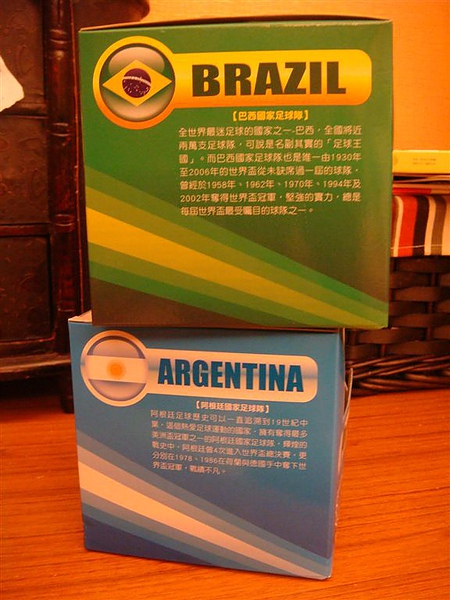 BRAZIL
【巴西國家足球隊】
全世界最迷足球的國家之一-巴西，全國將近
兩萬支足球隊，可說是名副其實的「足球王
國」。而巴西國家足球隊也是唯一由1930年
至2006年的世界盃從未缺席過一屆的球隊，
曾經於1958年、1962年、1970年、1994年及
2002年奪得世界盃冠軍，堅強的實力，總是
每屆世界盃最受矚目的球隊之一。
ARGENTINA
【阿根廷國家足球隊】
阿根廷足球歷史可以一直追溯到19世紀中
葉，這個熱愛足球運動的國家，擁有奪得最多
美洲盃冠軍之一的阿根廷國家足球隊，輝煌的
戰史中，阿根廷曾4次進入世界盃總決賽，更
分別在1978、1986在荷蘭與德國手中奪下世
界盃冠軍，戰績不凡。